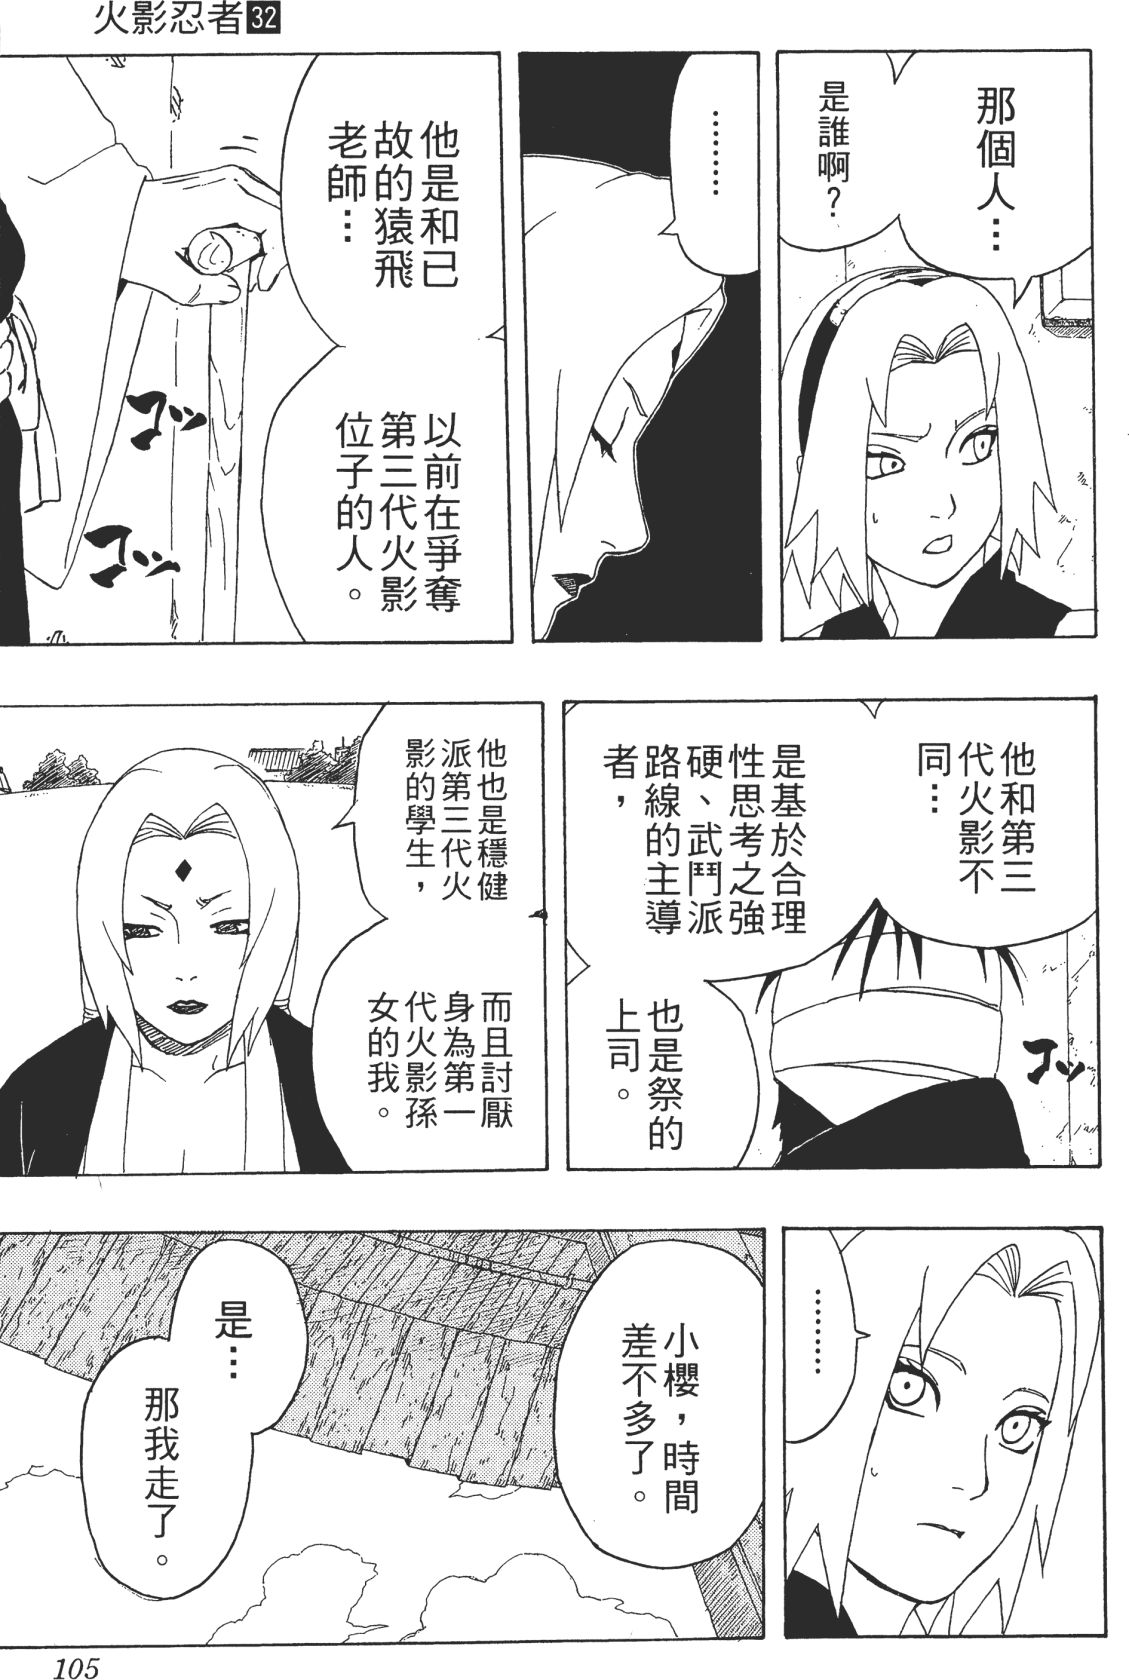 火影忍者32
那個人…
是誰啊？
………
他是和已
故的猿飛
老師…
以前在爭奪
第三代火影
位子的人。
コッ
コッ
他和第三
代火影不
同…
是基於合理
性思考之強
硬、武鬥派
路線的主導
者，
也是祭的
上司。
コッ
他也是穩健
派第三代火
影的學生，
而且討厭
身為第一
代火影孫
女的我。
………
小櫻，時間
差不多了。
是…
那我走了。
105